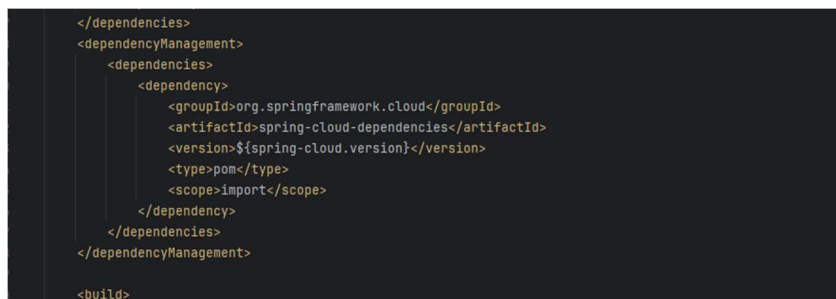 </dependencies>
<dependencyManagement>
<dependencies>
<dependency>
<groupId>org.springframework.cloud</groupId>
<artifactId>spring-cloud-dependencies</artifactId>
<version>${spring-cloud.version}</version>
<type>pom</type>
<scope>import</scope>
</dependency>
</dependencies>
</dependencyManagement>
<build>